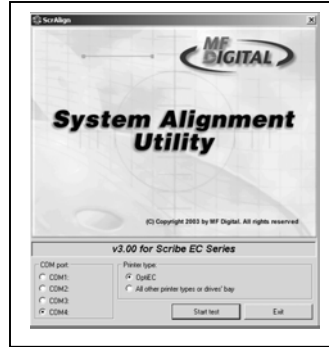 ScrAlign
MF
DIGITAL
System Alignment
Utility
(C) Copyright 2003 by MF Digital. All rights reserved
v3.00 for Scribe EC Series
COM port:
COM1:
COM2:
COM3:
COM4:
Printer type:
OptiEC
All other printer types or drives' bay
Start test
Exit